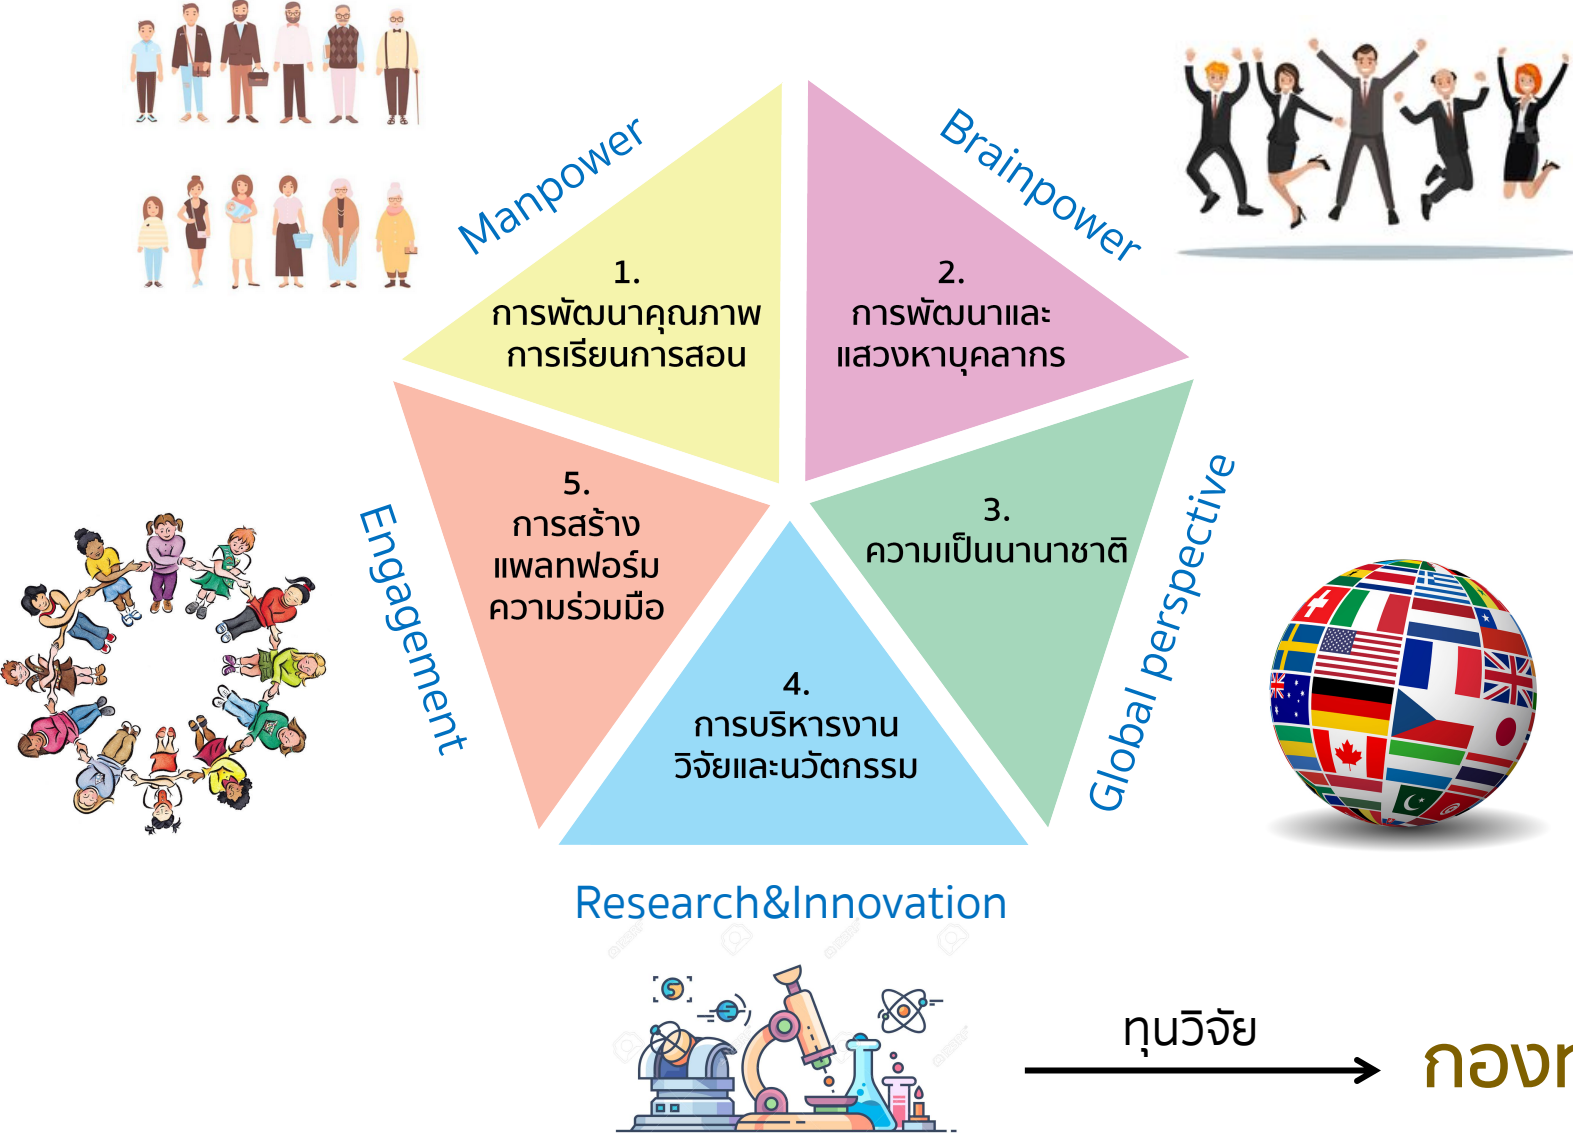 Manpower
Brainpower
1.
การพัฒนาคุณภาพ
การเรียนการสอน
2.
การพัฒนาและ
แสวงหาบุคลากร
3.
ความเป็นนานาชาติ
Global perspective
4.
การบริหารงาน
วิจัยและนวัตกรรม
5.
การสร้าง
แพลทฟอร์ม
ความร่วมมือ
Engagement
Research&Innovation
ทุนวิจัย